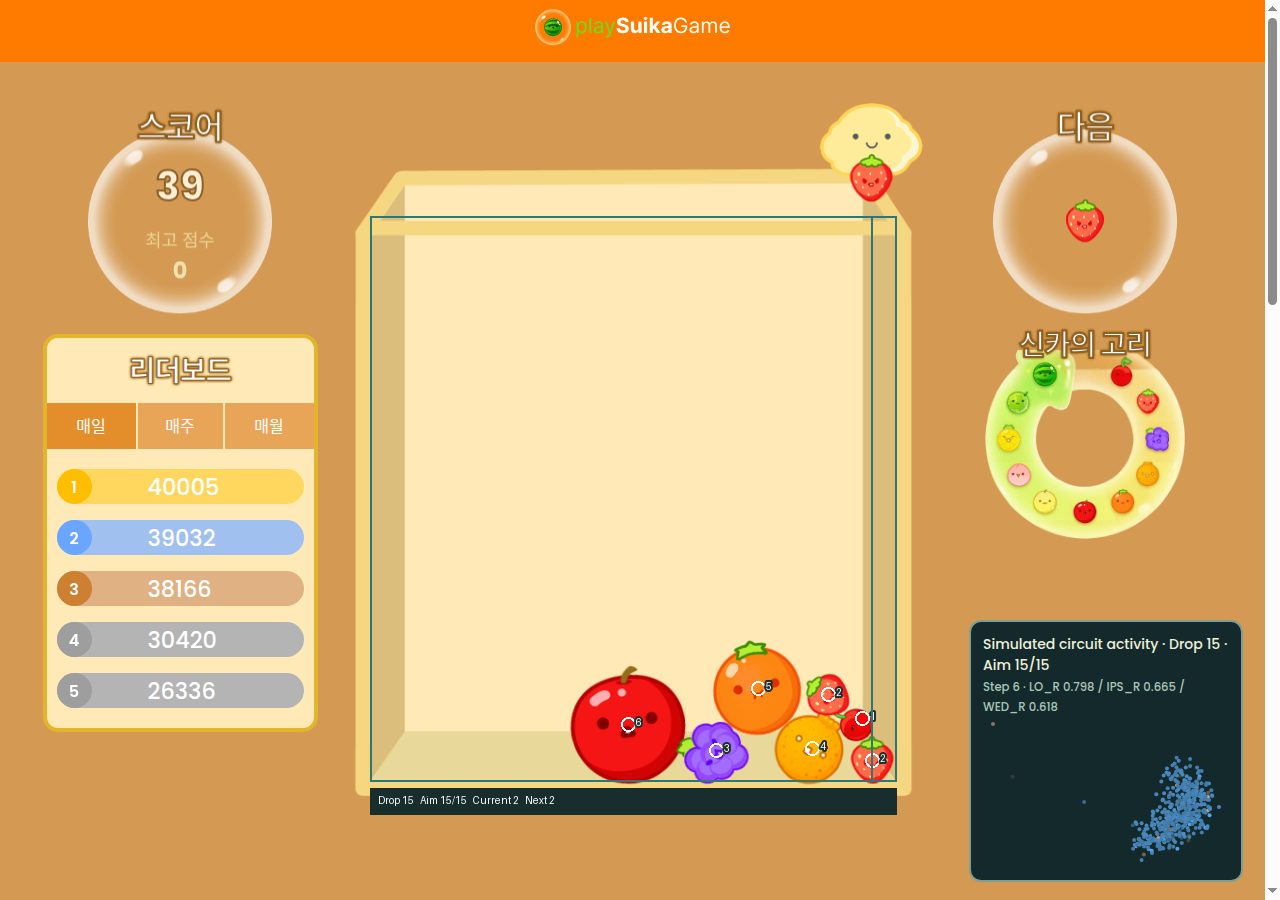 playSuikaGame
스코어
39
최고 점수
0
다음
신카의 고리
리더보드
매일 매주 매월
1 40005
2 39032
3 38166
4 30420
5 26336
6
5
2
1
3
4
2
Drop 15 Aim 15/15 Current 2 Next 2
Simulated circuit activity · Drop 15 ·
Aim 15/15
Step 6 · LO_R 0.798 / IPS_R 0.665 /
WED_R 0.618